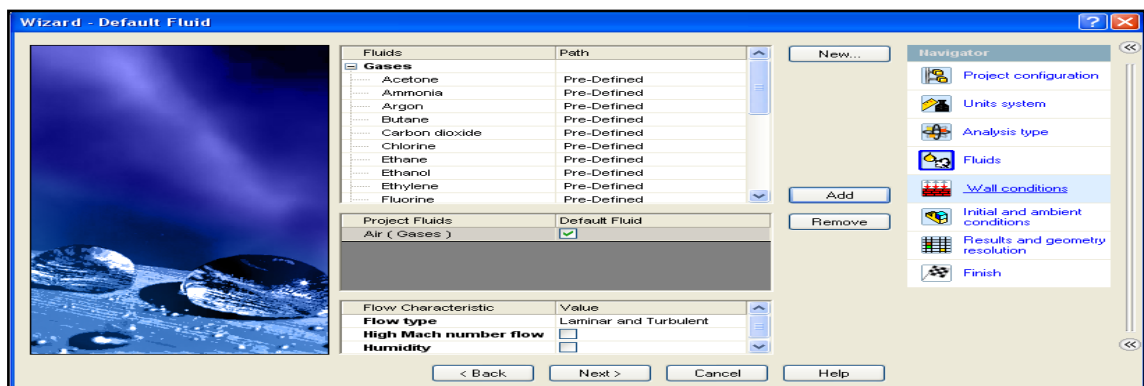 Wizard - Default Fluid
Fluids Path
Gases
Acetone Pre-Defined
Ammonia Pre-Defined
Argon Pre-Defined
Butane Pre-Defined
Carbon dioxide Pre-Defined
Chlorine Pre-Defined
Ethane Pre-Defined
Ethanol Pre-Defined
Ethylene Pre-Defined
Fluorine Pre-Defined
Project Fluids Default Fluid
Air ( Gases )
Flow Characteristic Value
Flow type Laminar and Turbulent
High Mach number flow
Humidity
New...
Add
Remove
Navigator
Project configuration
Units system
Analysis type
Fluids
Wall conditions
Initial and ambient
conditions
Results and geometry
resolution
Finish
< Back
Next >
Cancel
Help